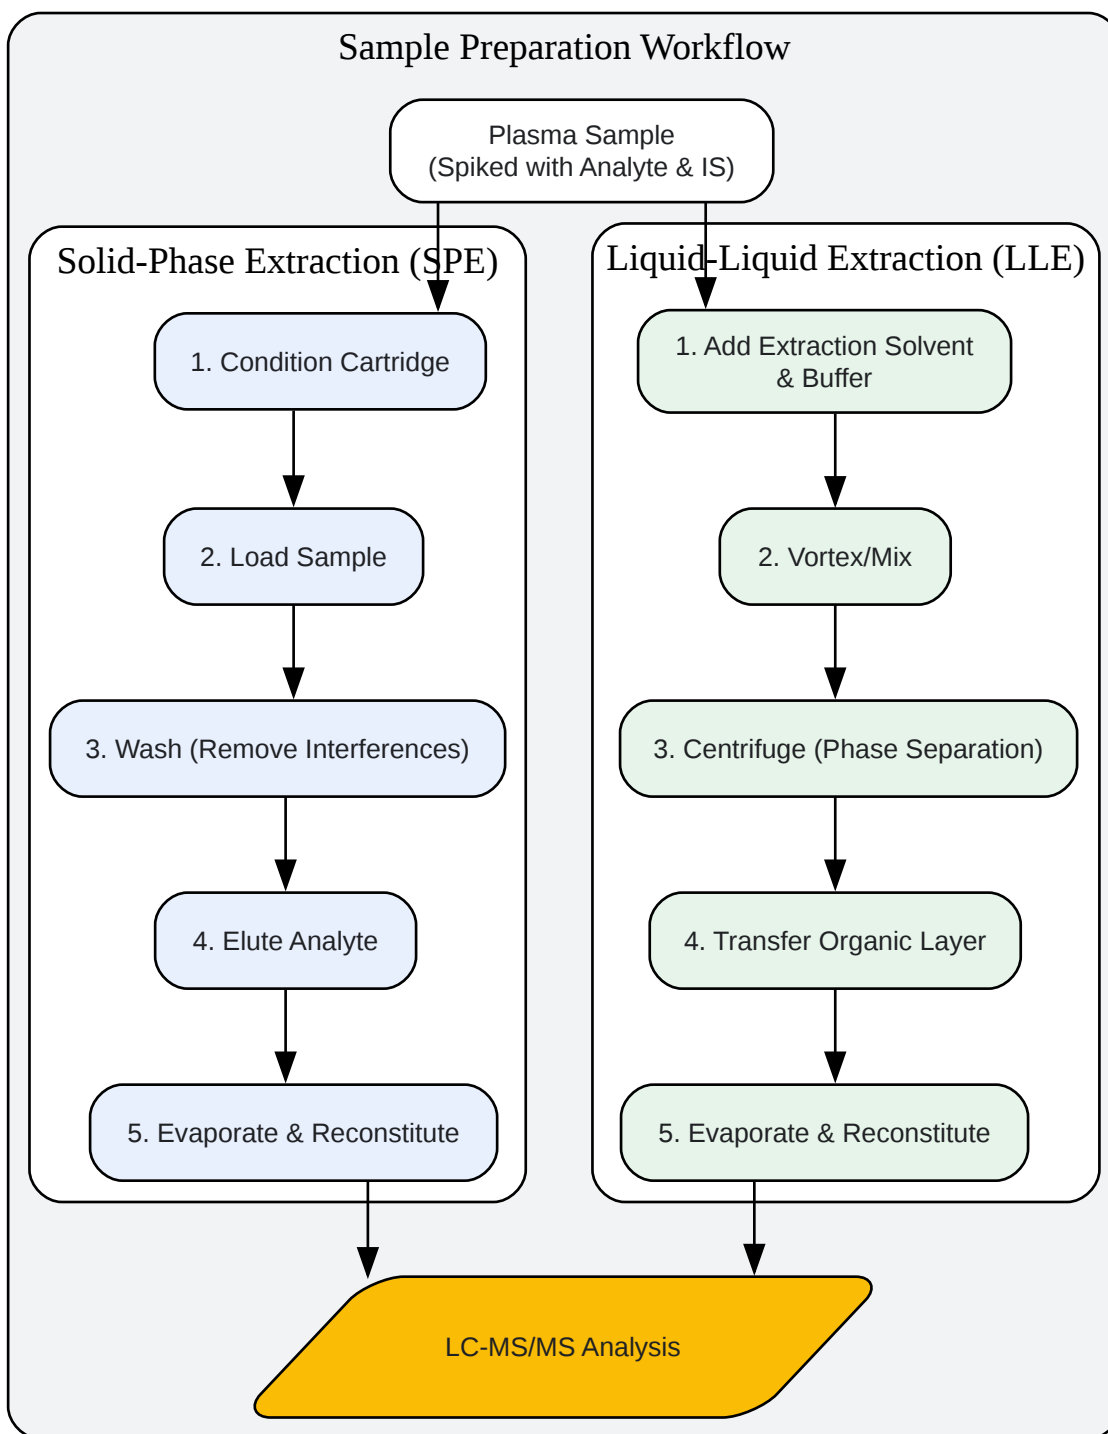 Sample Preparation Workflow
Plasma Sample
(Spiked with Analyte & IS)
Solid-Phase Extraction (SPE)
1. Condition Cartridge
2. Load Sample
3. Wash (Remove Interferences)
4. Elute Analyte
5. Evaporate & Reconstitute
Liquid-Liquid Extraction (LLE)
1. Add Extraction Solvent
& Buffer
2. Vortex/Mix
3. Centrifuge (Phase Separation)
4. Transfer Organic Layer
5. Evaporate & Reconstitute
LC-MS/MS Analysis